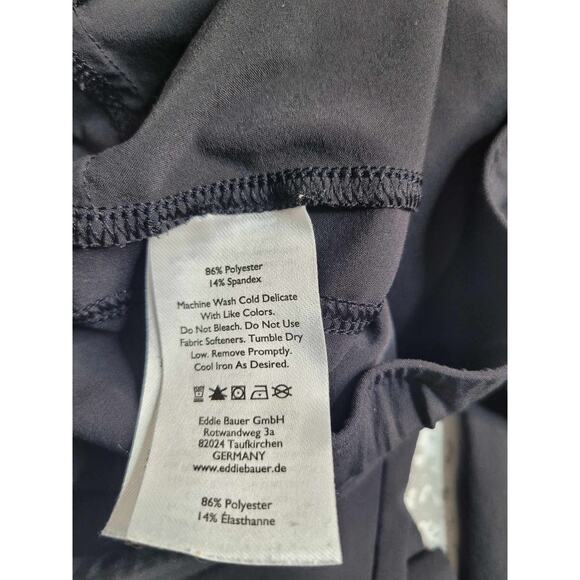 86% Polyester
14% Spandex
Machine Wash Cold Delicate
With Like Colors.
Do Not Bleach. Do Not Use
Fabric Softeners. Tumble Dry
Low. Remove Promptly.
Cool Iron As Desired.
Eddie Bauer GmbH
Rotwandweg 3a
82024 Taufkirchen
GERMANY
www.eddiebauer.de
86% Polyester
14% Élasthanne